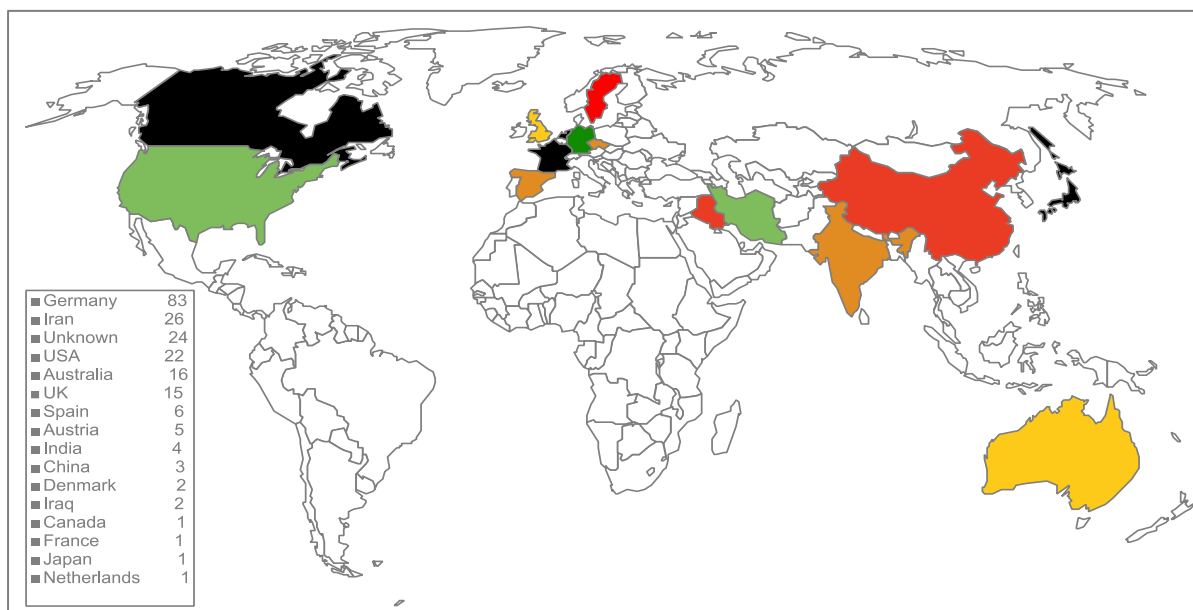 Germany 83
Iran 26
Unknown 24
USA 22
Australia 16
UK 15
Spain 6
Austria 5
India 4
China 3
Denmark 2
Iraq 2
Canada 1
France 1
Japan 1
Netherlands 1